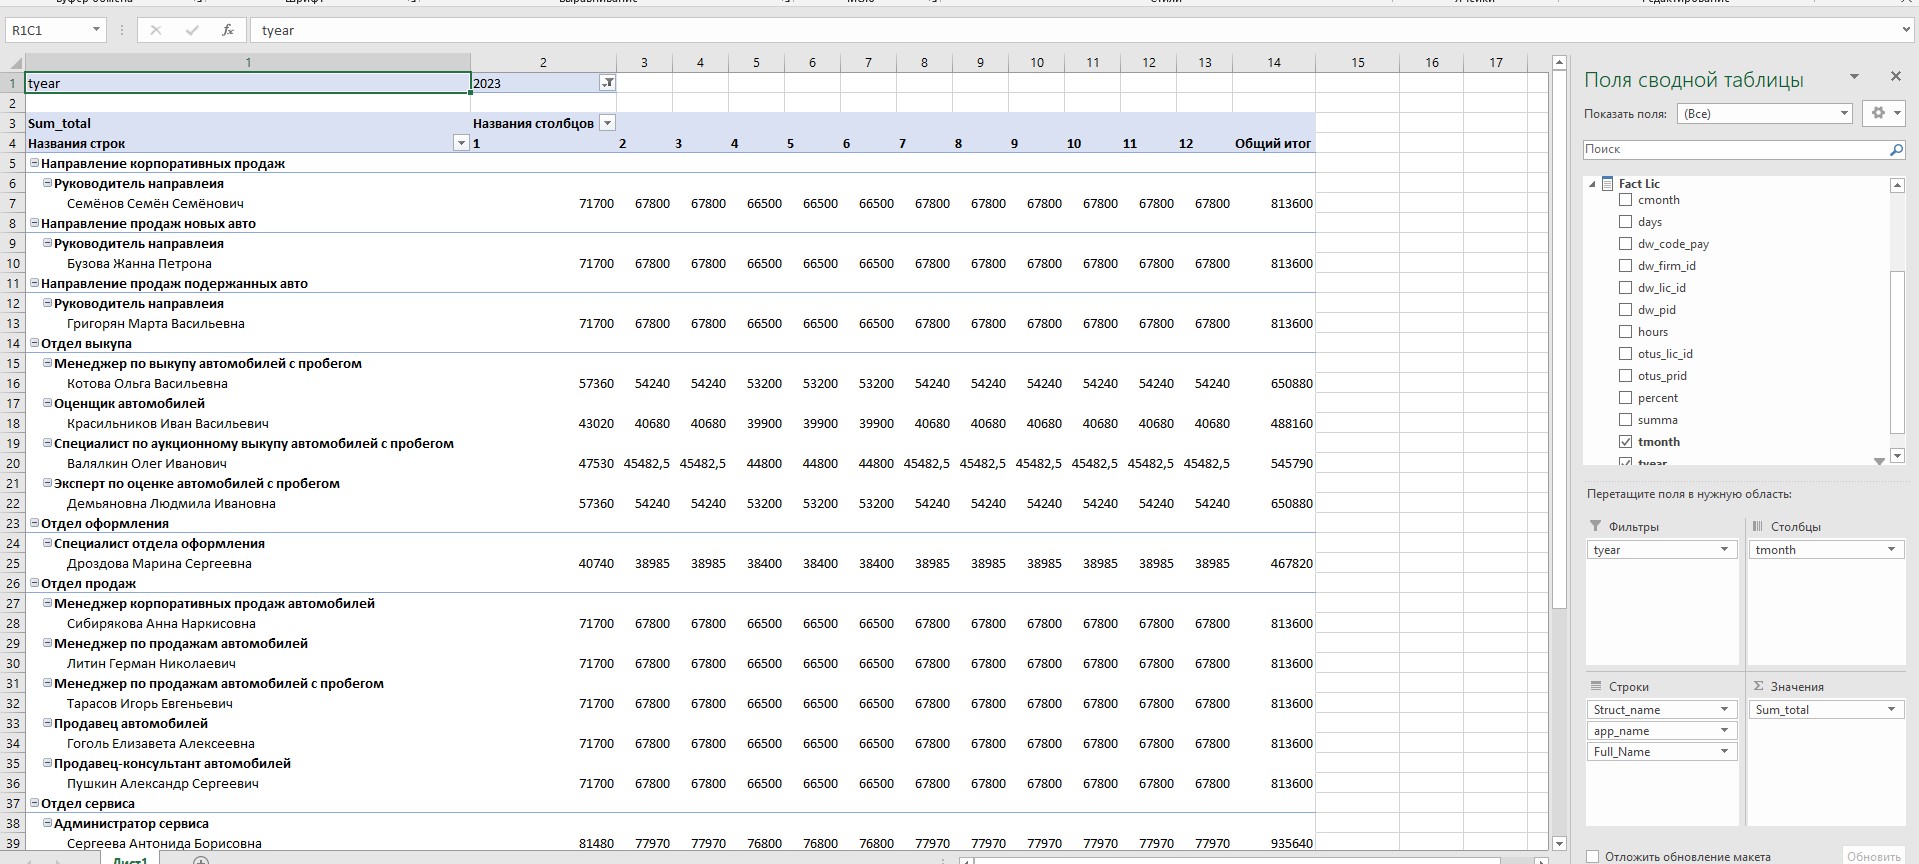 Буфер обмена Шрифт Выравнивание Число Стили Ячейки Редактирование
R1C1 fx tyear
1 2 3 4 5 6 7 8 9 10 11 12 13 14 15 16 17
1 tyear 2023
2
3 Sum_total Названия столбцов
4 Названия строк 1 2 3 4 5 6 7 8 9 10 11 12 Общий итог
5 Направление корпоративных продаж
6 Руководитель направлеия
7 Семёнов Семён Семёнович 71700 67800 67800 66500 66500 66500 67800 67800 67800 67800 67800 67800 813600
8 Направление продаж новых авто
9 Руководитель направлеия
10 Бузова Жанна Петрона 71700 67800 67800 66500 66500 66500 67800 67800 67800 67800 67800 67800 813600
11 Направление продаж подержанных авто
12 Руководитель направлеия
13 Григорян Марта Васильевна 71700 67800 67800 66500 66500 66500 67800 67800 67800 67800 67800 67800 813600
14 Отдел выкупа
15 Менеджер по выкупу автомобилей с пробегом
16 Котова Ольга Васильевна 57360 54240 54240 53200 53200 53200 54240 54240 54240 54240 54240 54240 650880
17 Оценщик автомобилей
18 Красильников Иван Васильевич 43020 40680 40680 39900 39900 39900 40680 40680 40680 40680 40680 40680 488160
19 Специалист по аукционному выкупу автомобилей с пробегом
20 Валялкин Олег Иванович 47530 45482,5 45482,5 44800 44800 44800 45482,5 45482,5 45482,5 45482,5 45482,5 45482,5 545790
21 Эксперт по оценке автомобилей с пробегом
22 Демьяновна Людмила Ивановна 57360 54240 54240 53200 53200 53200 54240 54240 54240 54240 54240 54240 650880
23 Отдел оформления
24 Специалист отдела оформления
25 Дроздова Марина Сергеевна 40740 38985 38985 38400 38400 38400 38985 38985 38985 38985 38985 38985 467820
26 Отдел продаж
27 Менеджер корпоративных продаж автомобилей
28 Сибирякова Анна Наркисовна 71700 67800 67800 66500 66500 66500 67800 67800 67800 67800 67800 67800 813600
29 Менеджер по продажам автомобилей
30 Литин Герман Николаевич 71700 67800 67800 66500 66500 66500 67800 67800 67800 67800 67800 67800 813600
31 Менеджер по продажам автомобилей с пробегом
32 Тарасов Игорь Евгеньевич 71700 67800 67800 66500 66500 66500 67800 67800 67800 67800 67800 67800 813600
33 Продавец автомобилей
34 Гоголь Елизавета Алексеевна 71700 67800 67800 66500 66500 66500 67800 67800 67800 67800 67800 67800 813600
35 Продавец-консультант автомобилей
36 Пушкин Александр Сергеевич 71700 67800 67800 66500 66500 66500 67800 67800 67800 67800 67800 67800 813600
37 Отдел сервиса
38 Администратор сервиса
39 Сергеева Антонида Борисовна 81480 77970 77970 76800 76800 76800 77970 77970 77970 77970 77970 77970 935640
Лист1
Поля сводной таблицы
Показать поля: (Все)
Поиск
Fact Lic
cmonth
days
dw_code_pay
dw_firm_id
dw_lic_id
dw_pid
hours
otus_lic_id
otus_prid
percent
summa
tmonth
tyear
Перетащите поля в нужную область:
Фильтры
tyear
Столбцы
tmonth
Строки
Struct_name
app_name
Full_Name
Σ Значения
Sum_total
Отложить обновление макета
Обновить